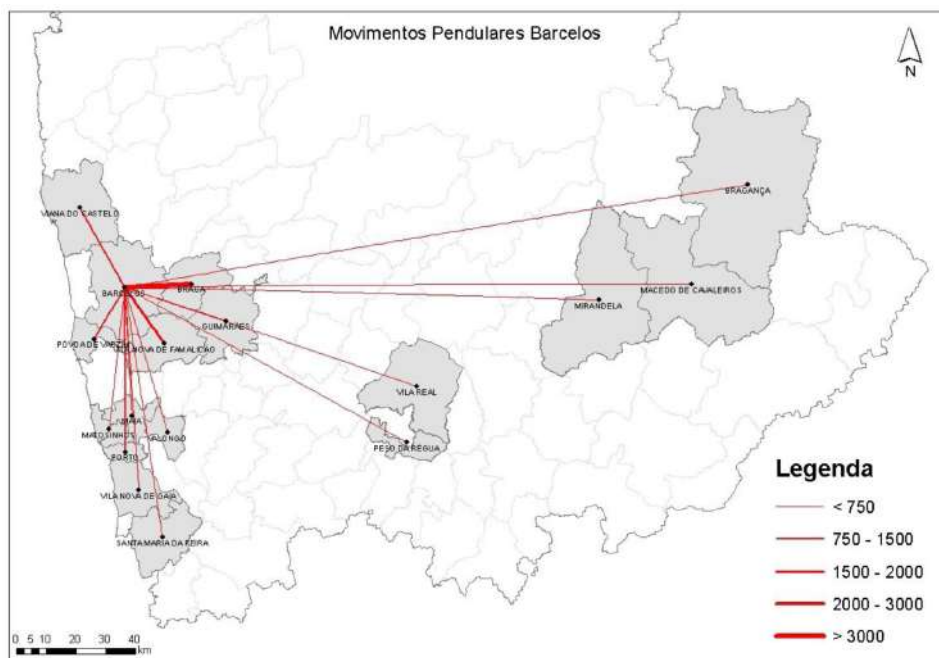 Movimentos Pendulares Barcelos
N
BRAGANÇA
VIANA DO CASTELO
BARCELOS
BRAGA
MACEDO DE CAVALEIROS
MIRANDELA
GUIMARÃES
POVOA DE VARZIM
VILA NOVA DE FAMALICÃO
VILA REAL
MAIA
MATOSINHOS
VALONGO
PESO DA RÉGUA
PORTO
VILA NOVA DE GAIA
SANTA MARIA DA FEIRA
Legenda
< 750
750 - 1500
1500 - 2000
2000 - 3000
> 3000
0 5 10 20 30 40
km